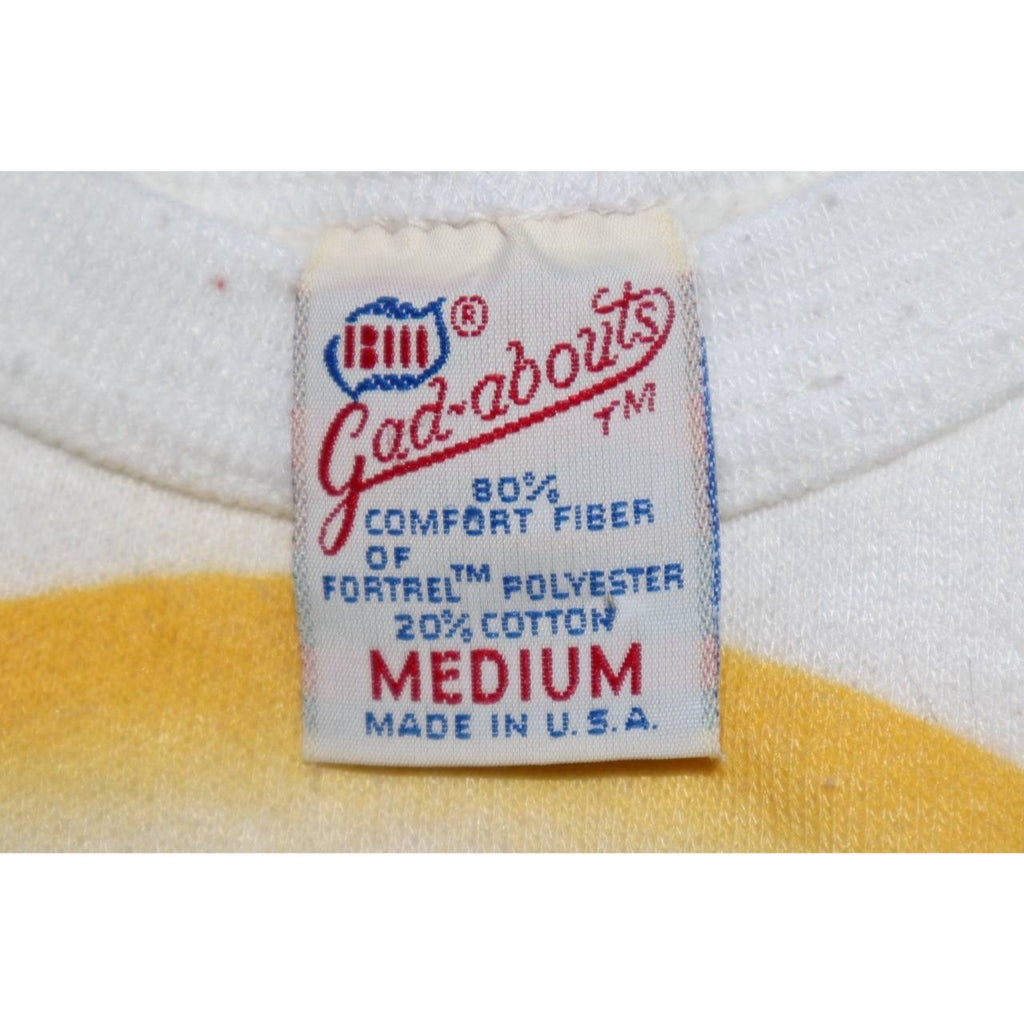 ®
Gad-abouts
TM
80%
COMFORT FIBER
OF
FORTREL™ POLYESTER
20% COTTON
MEDIUM
MADE IN U.S.A.